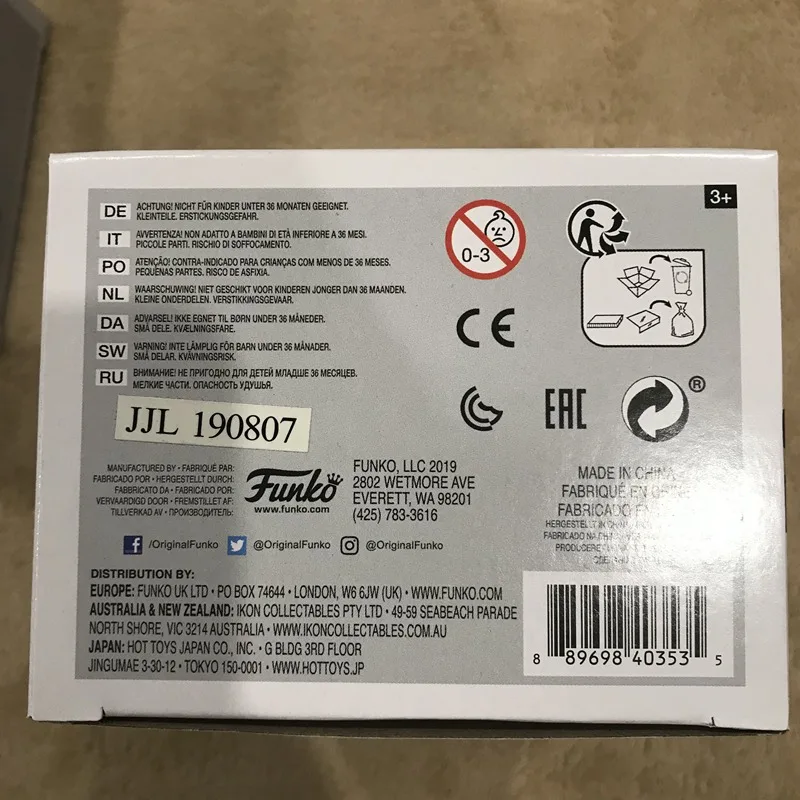 3+
DE ACHTUNG! NICHT FÜR KINDER UNTER 36 MONATEN GEEIGNET.
KLEINTEILE. ERSTICKUNGSGEFAHR.
IT AVVERTENZA! NON ADATTO A BAMBINI DI ETÀ INFERIORE A 36 MESI.
PICCOLE PARTI. RISCHIO DI SOFFOCAMENTO.
PO ATENÇÃO! CONTRA-INDICADO PARA CRIANÇAS COM MENOS DE 36 MESES.
PEQUENAS PARTES. RISCO DE ASFIXIA.
NL WAARSCHUWING! NIET GESCHIKT VOOR KINDEREN JONGER DAN 36 MAANDEN.
KLEINE ONDERDELEN. VERSTIKKINGSGEVAAR.
DA ADVARSEL! IKKE EGNET TIL BØRN UNDER 36 MÅNEDER.
SMÅ DELE. KVÆLNINGSFARE.
SW VARNING! INTE LÄMPLIG FÖR BARN UNDER 36 MÅNADER.
SMÅ DELAR. KVÄVNINGSRISK.
RU ВНИМАНИЕ! НЕ ПРИГОДНО ДЛЯ ДЕТЕЙ МЛАДШЕ 36 МЕСЯЦЕВ.
МЕЛКИЕ ЧАСТИ. ОПАСНОСТЬ УДУШЬЯ.
0-3
CE
EAC
®
JJL 190807
MANUFACTURED BY • FABRIQUÉ PAR:
FABRICADO POR • HERGESTELLT DURCH:
FABBRICATO DA • FABRICADO POR:
VERVAARDIGD DOOR • FREMSTILLET AF:
TILLVERKAD AV • ПРОИЗВОДИТЕЛЬ:
Funko
www.funko.com
FUNKO, LLC 2019
2802 WETMORE AVE
EVERETT, WA 98201
(425) 783-3616
MADE IN CHINA
FABRIQUÉ EN
FABRICADO EN
HERGESTELLT IN
FABRICADO NA
/OriginalFunko @OriginalFunko @OriginalFunko
DISTRIBUTION BY:
EUROPE: FUNKO UK LTD • PO BOX 74644 • LONDON, W6 6JW (UK) • WWW.FUNKO.COM
AUSTRALIA & NEW ZEALAND: IKON COLLECTABLES PTY LTD • 49-59 SEABEACH PARADE
NORTH SHORE, VIC 3214 AUSTRALIA • WWW.IKONCOLLECTABLES.COM.AU
JAPAN: HOT TOYS JAPAN CO., INC. • G BLDG 3RD FLOOR
JINGUMAE 3-30-12 • TOKYO 150-0001 • WWW.HOTTOYS.JP
8 89698 40353 5